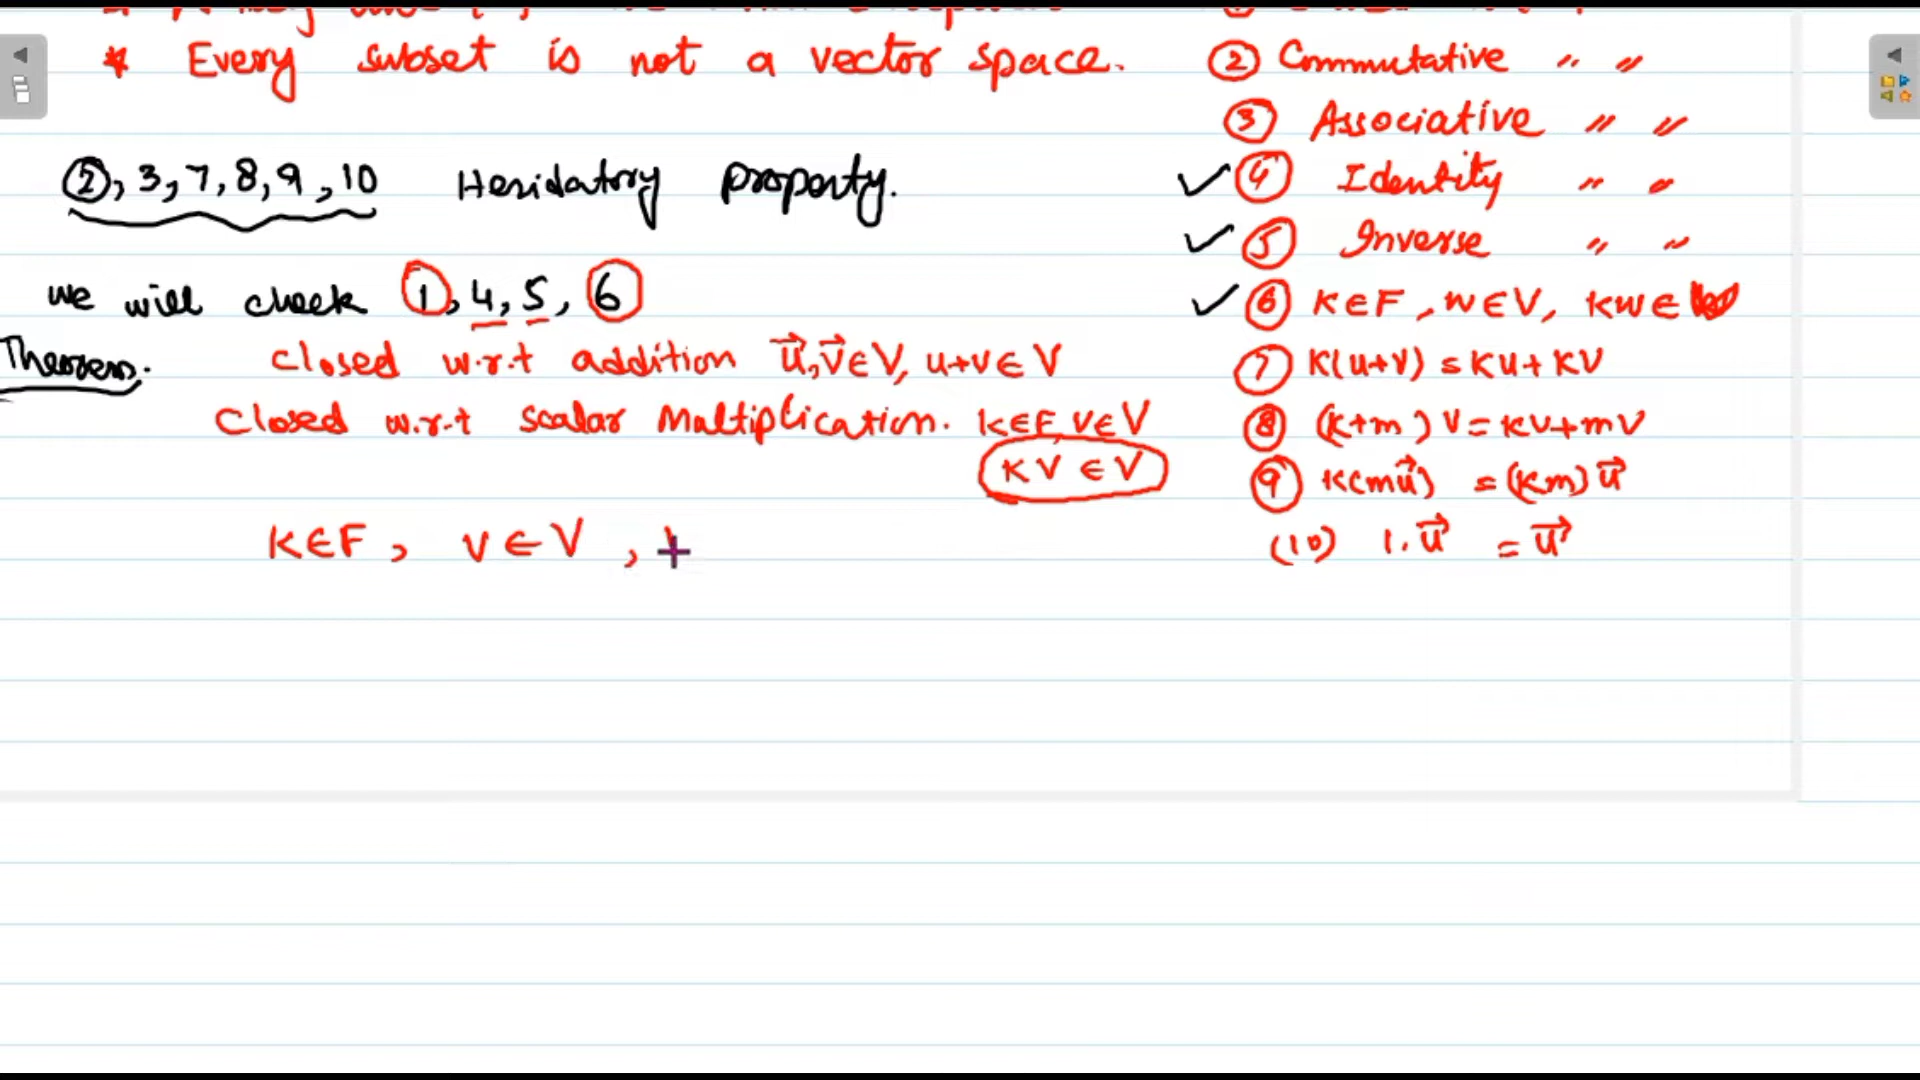 * Every subset is not a vector space.
②, 3, 7, 8, 9, 10 Heridatory property.
we will check ①, 4, 5, ⑥
Theorem. closed w.r.t addition u⃗, v⃗ ∈ V, u+v ∈ V
closed w.r.t scalar Multiplication. K∈F, v∈V
KV ∈ V
K∈F, v∈V,
② Commutative " "
③ Associative " "
✓ ④ Identity " "
✓ ⑤ Inverse " "
✓ ⑥ K∈F, w∈V, Kw∈
⑦ K(u+v) = Ku+Kv
⑧ (K+m)v = Kv+mv
⑨ K(mu⃗) = (Km)u⃗
(10) 1.u⃗ = u⃗